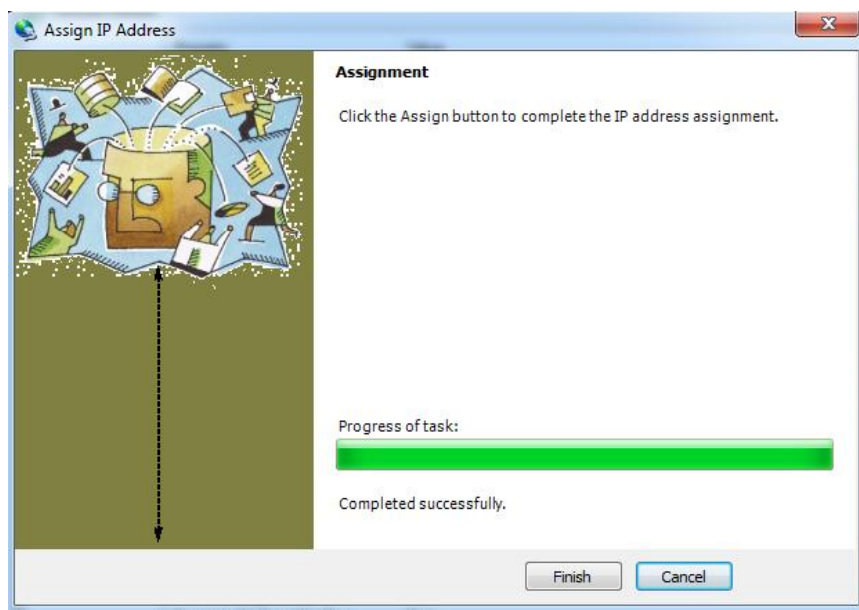 Assign IP Address
Assignment
Click the Assign button to complete the IP address assignment.
Progress of task:
Completed successfully.
Finish Cancel